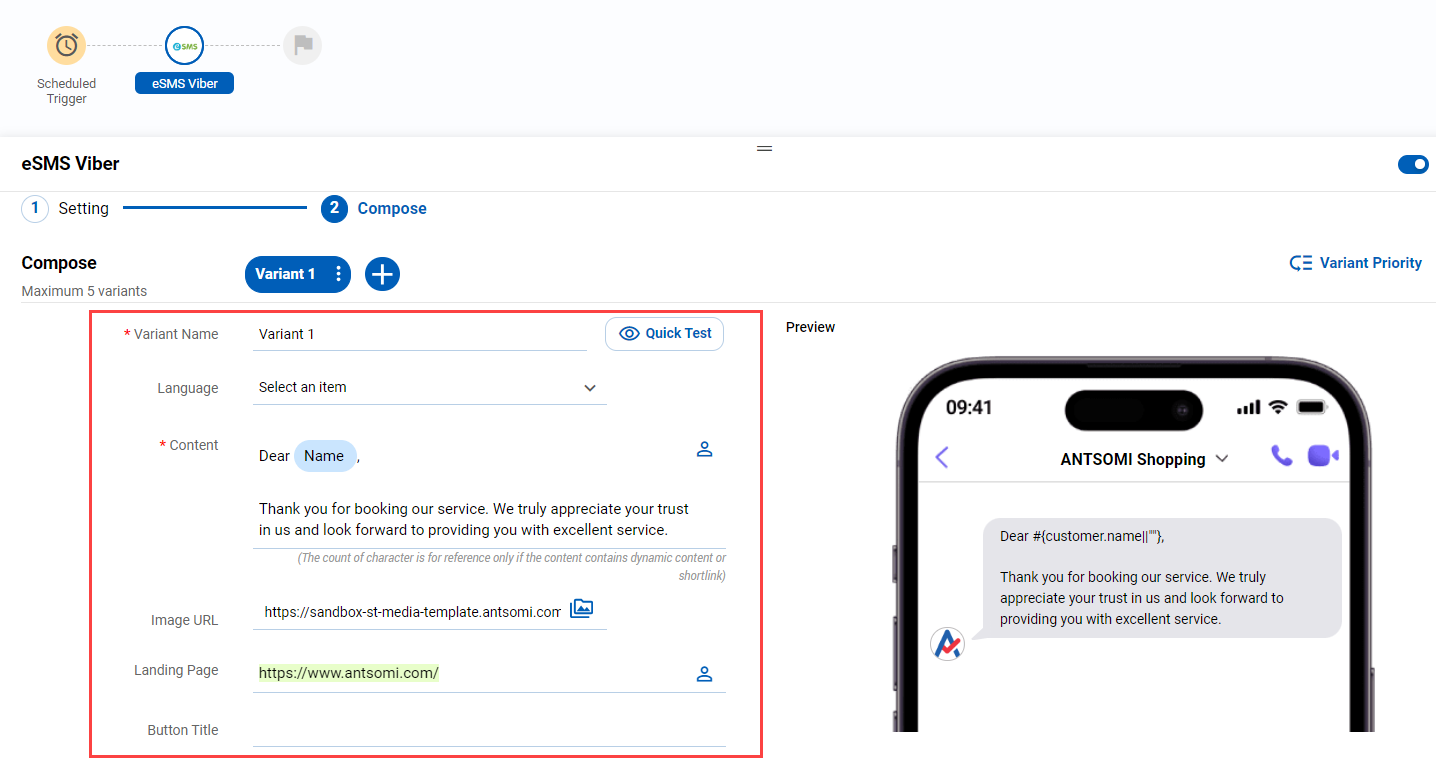 SMS
Scheduled
Trigger
eSMS Viber
eSMS Viber
1 Setting
2 Compose
Compose
Maximum 5 variants
Variant 1
Variant Priority
* Variant Name
Variant 1
Quick Test
Language
Select an item
* Content
Dear Name ,
Thank you for booking our service. We truly appreciate your trust
in us and look forward to providing you with excellent service.
(The count of character is for reference only if the content contains dynamic content or
shortlink)
Image URL
https://sandbox-st-media-template.antsomi.com
Landing Page
https://www.antsomi.com/
Button Title
Preview
09:41
ANTSOMI Shopping
Dear #{customer.name||""},
Thank you for booking our service. We truly
appreciate your trust in us and look forward to
providing you with excellent service.